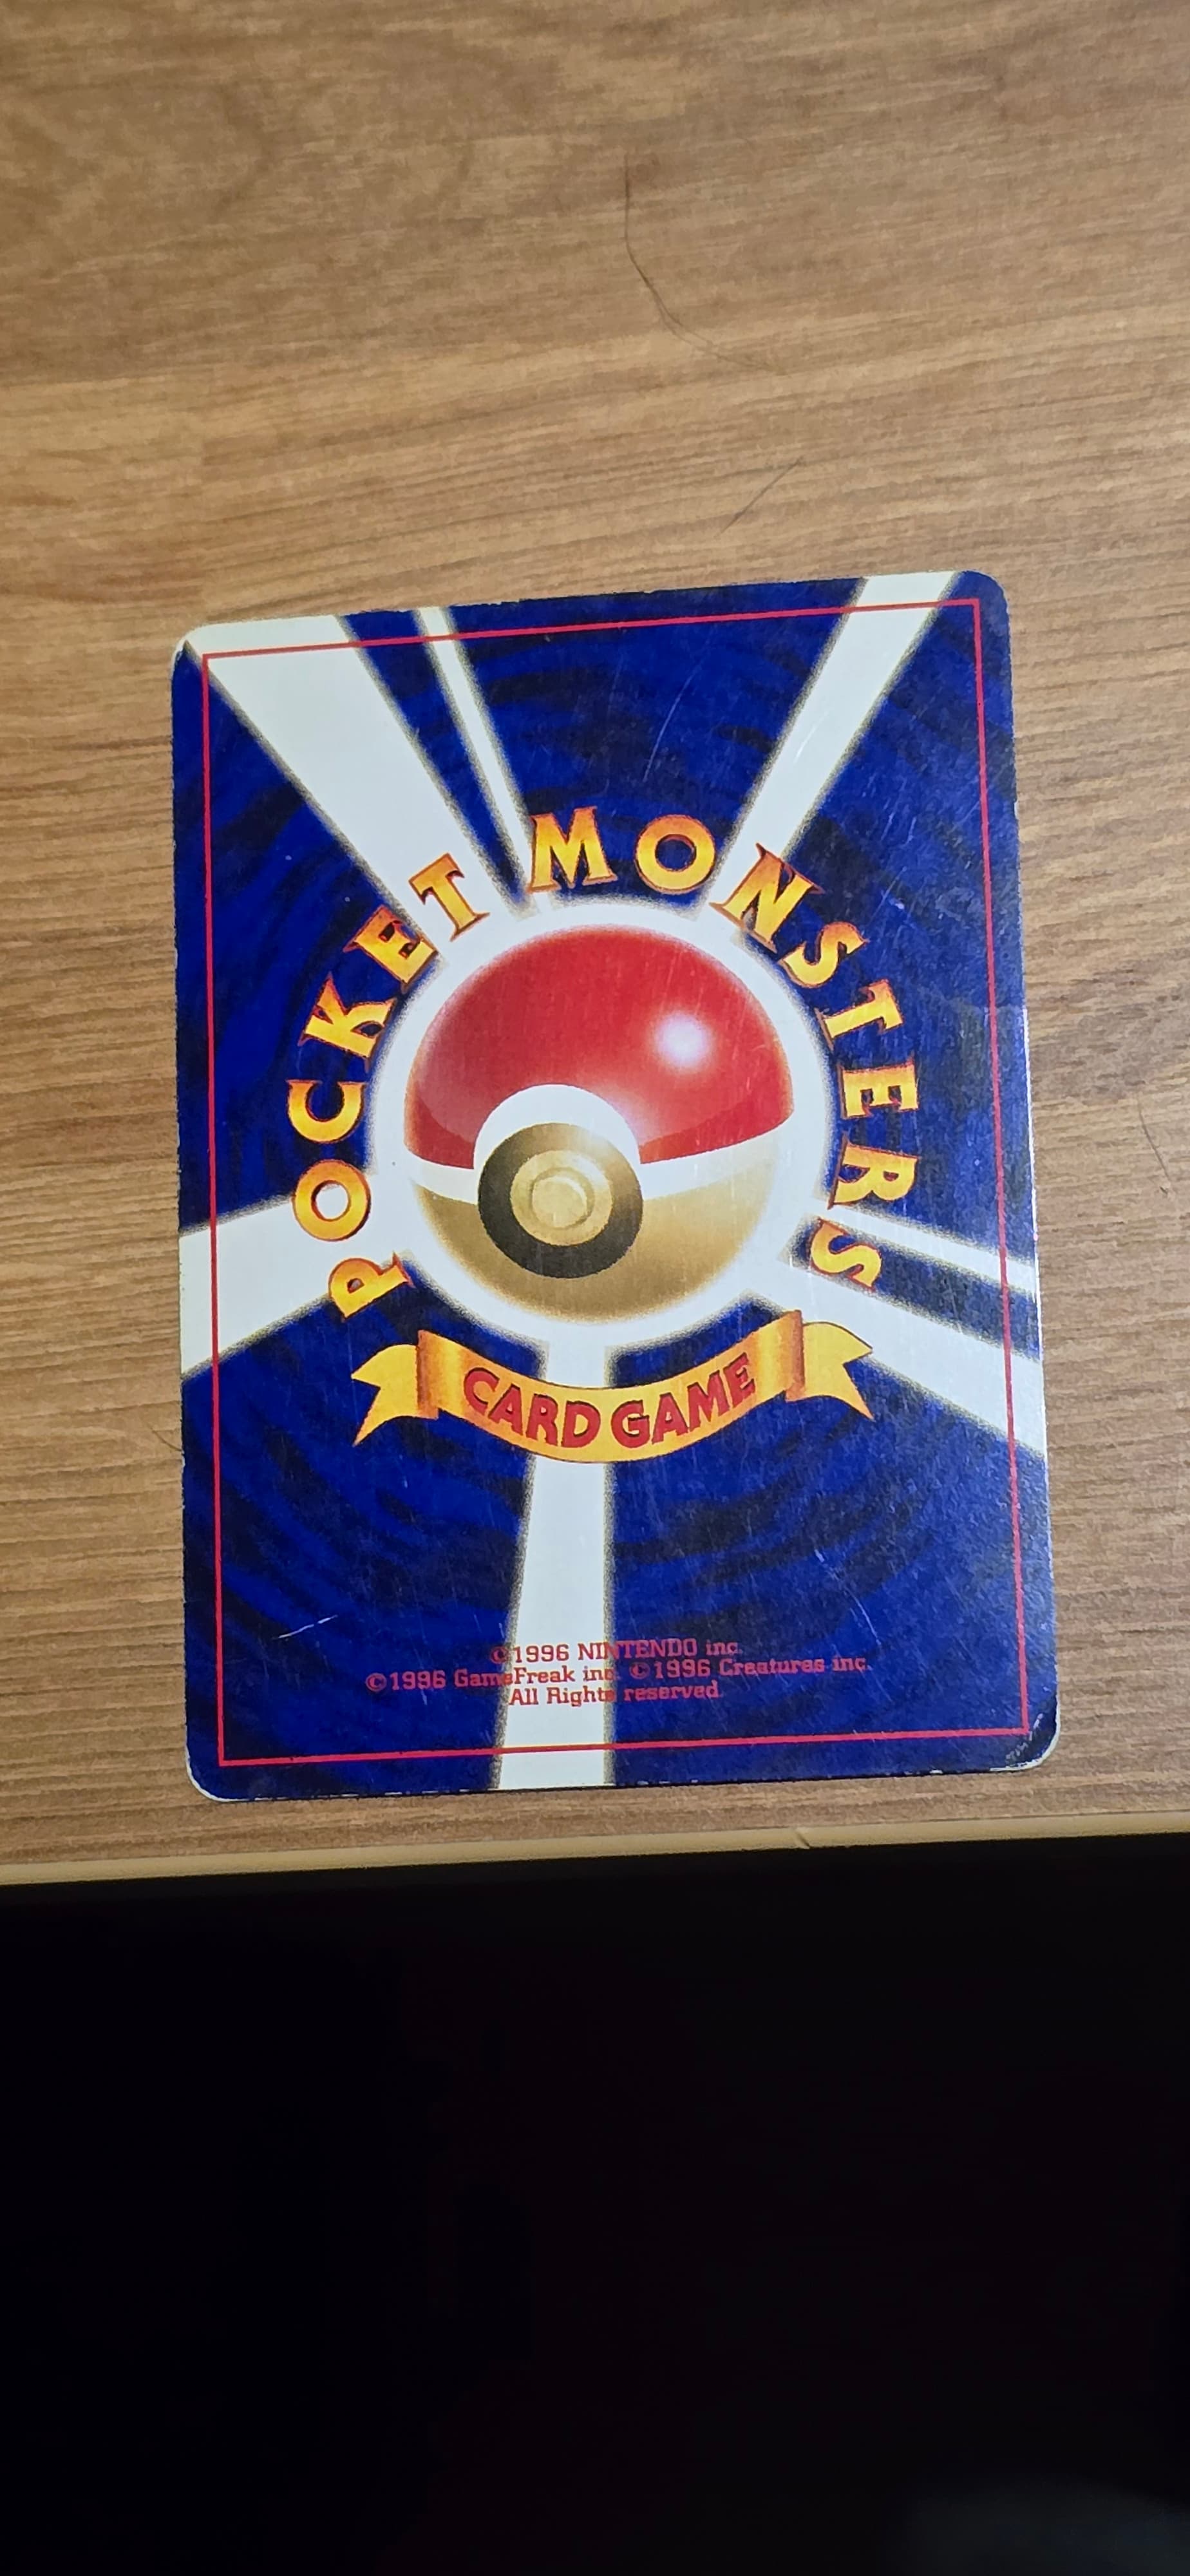 POCKET MONSTERS
CARD GAME
©1996 NINTENDO inc.
©1996 GameFreak inc. ©1996 Creatures inc.
All Rights reserved.